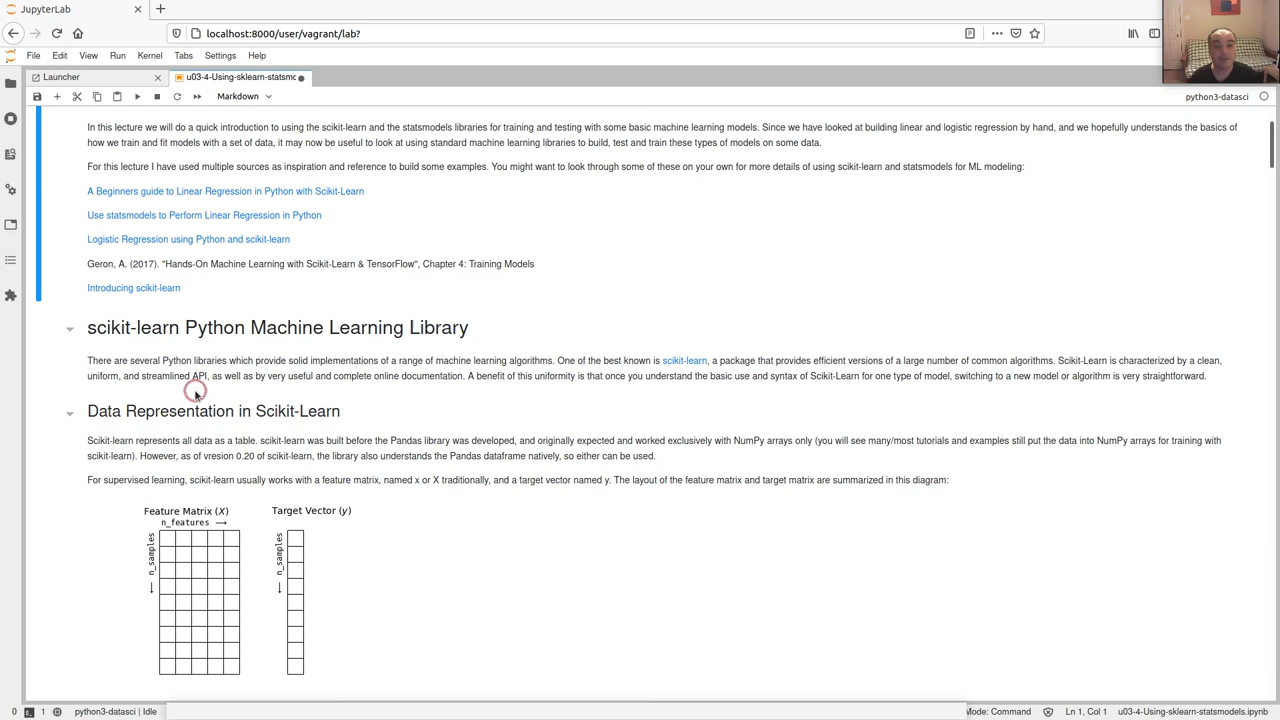 JupyterLab
localhost:8000/user/vagrant/lab?
File Edit View Run Kernel Tabs Settings Help
Launcher
u03-4-Using-sklearn-statsmo
Markdown
python3-datasci
In this lecture we will do a quick introduction to using the scikit-learn and the statsmodels libraries for training and testing with some basic machine learning models. Since we have looked at building linear and logistic regression by hand, and we hopefully understands the basics of
how we train and fit models with a set of data, it may now be useful to look at using standard machine learning libraries to build, test and train these types of models on some data.
For this lecture I have used multiple sources as inspiration and reference to build some examples. You might want to look through some of these on your own for more details of using scikit-learn and statsmodels for ML modeling:
A Beginners guide to Linear Regression in Python with Scikit-Learn
Use statsmodels to Perform Linear Regression in Python
Logistic Regression using Python and scikit-learn
Geron, A. (2017). "Hands-On Machine Learning with Scikit-Learn & TensorFlow", Chapter 4: Training Models
Introducing scikit-learn
scikit-learn Python Machine Learning Library
There are several Python libraries which provide solid implementations of a range of machine learning algorithms. One of the best known is scikit-learn, a package that provides efficient versions of a large number of common algorithms. Scikit-Learn is characterized by a clean,
uniform, and streamlined API, as well as by very useful and complete online documentation. A benefit of this uniformity is that once you understand the basic use and syntax of Scikit-Learn for one type of model, switching to a new model or algorithm is very straightforward.
Data Representation in Scikit-Learn
Scikit-learn represents all data as a table. scikit-learn was built before the Pandas library was developed, and originally expected and worked exclusively with NumPy arrays only (you will see many/most tutorials and examples still put the data into NumPy arrays for training with
scikit-learn). However, as of vresion 0.20 of scikit-learn, the library also understands the Pandas dataframe natively, so either can be used.
For supervised learning, scikit-learn usually works with a feature matrix, named x or X traditionally, and a target vector named y. The layout of the feature matrix and target matrix are summarized in this diagram:
Feature Matrix (X)
n_features →
n_samples →
Target Vector (y)
n_samples →
0 1 python3-datasci | Idle
Mode: Command Ln 1, Col 1 u03-4-Using-sklearn-statsmodels.ipynb